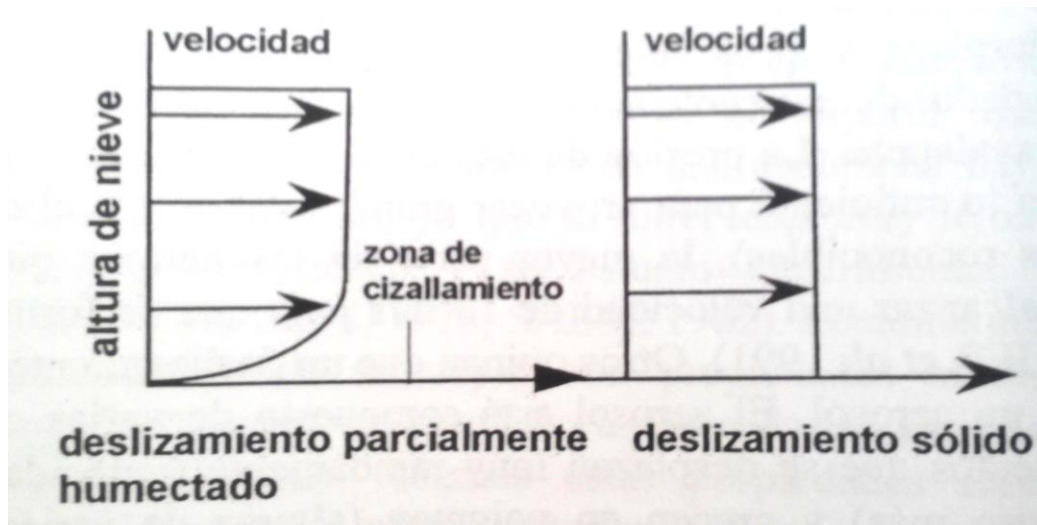 velocidad
altura de nieve
zona de
cizallamiento
deslizamiento parcialmente
humectado
velocidad
deslizamiento sólido